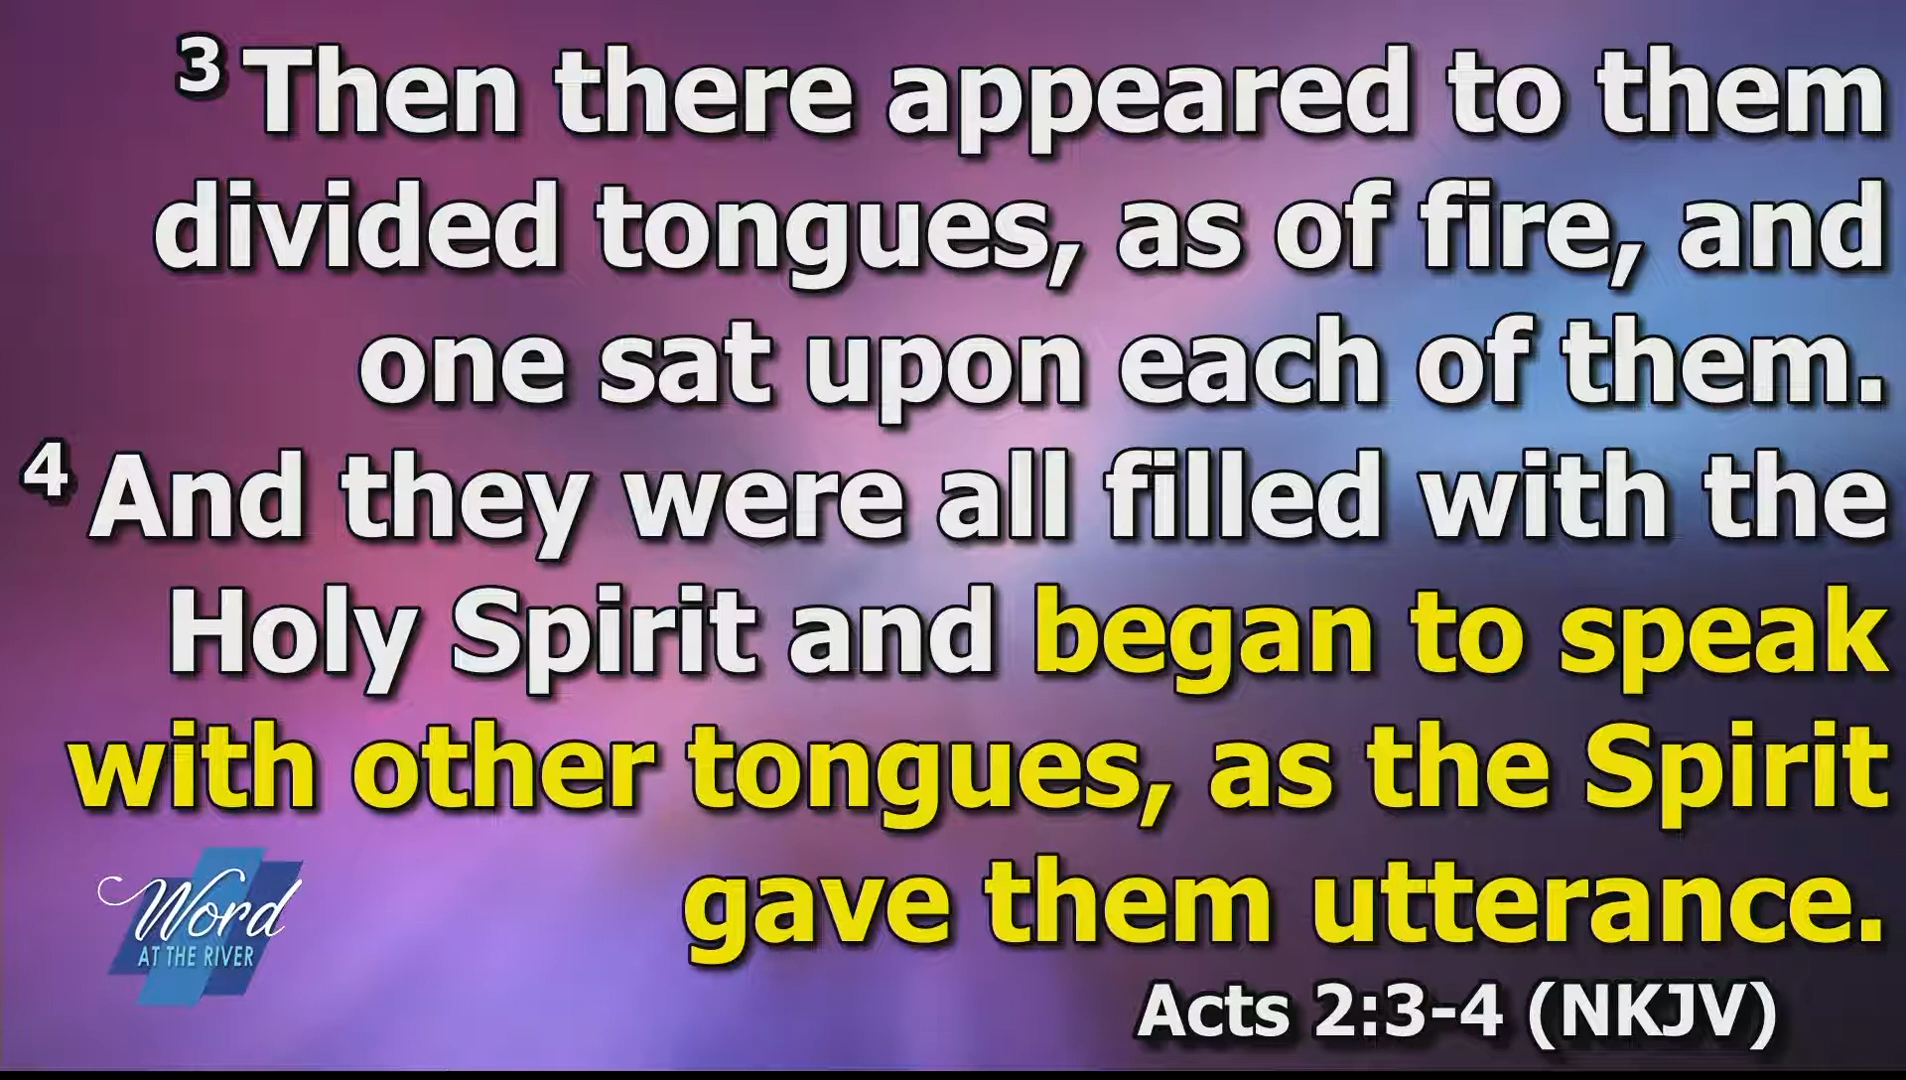 3 Then there appeared to them
divided tongues, as of fire, and
one sat upon each of them.
4 And they were all filled with the
Holy Spirit and began to speak
with other tongues, as the Spirit
gave them utterance.
Word
AT THE RIVER
Acts 2:3-4 (NKJV)